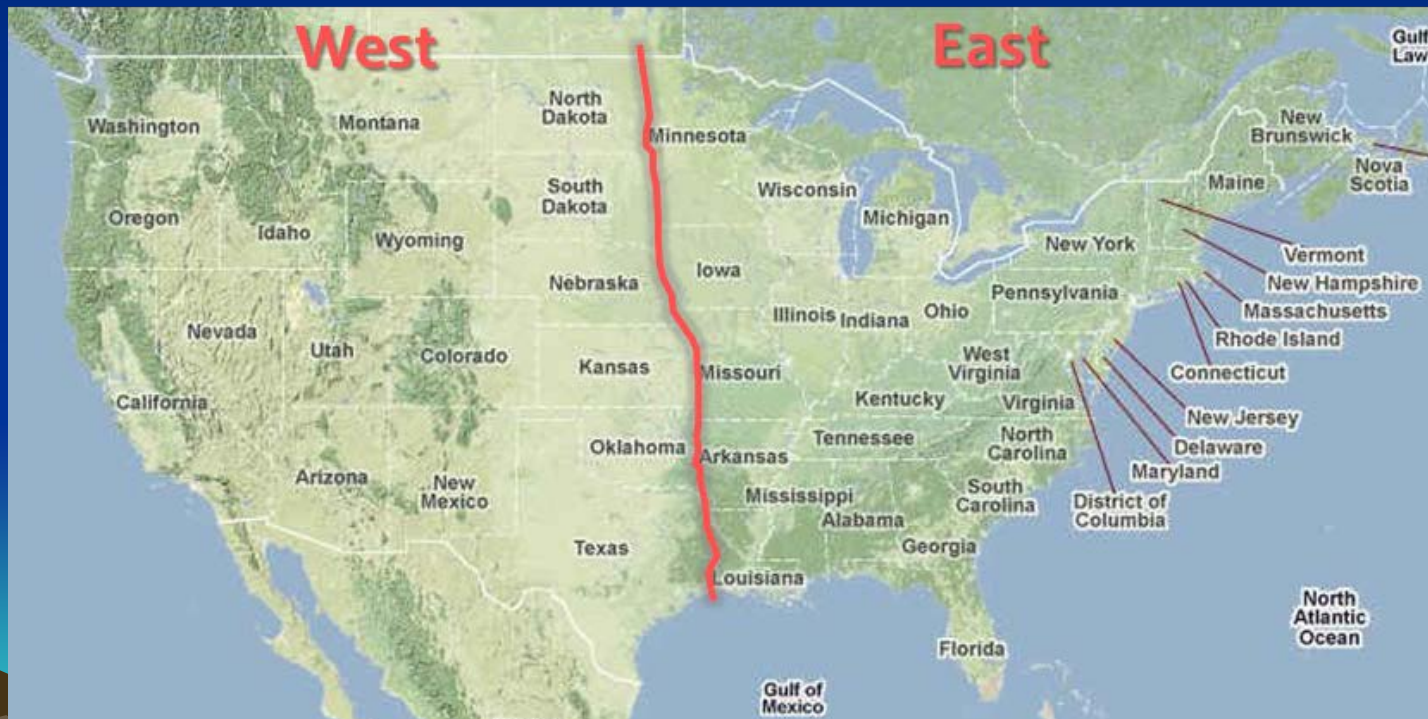 West
East
Gulf
Law
Washington
Montana
North
Dakota
Minnesota
New
Brunswick
Nova
Scotia
Maine
Oregon
Idaho
Wyoming
South
Dakota
Wisconsin
Michigan
New York
Vermont
New Hampshire
Massachusetts
Rhode Island
Connecticut
Nebraska
Iowa
Illinois
Indiana
Ohio
Pennsylvania
Nevada
Utah
Colorado
Kansas
Missouri
West
Virginia
Kentucky
Virginia
New Jersey
Delaware
Maryland
District of
Columbia
California
Arizona
New
Mexico
Oklahoma
Arkansas
Tennessee
North
Carolina
Mississippi
Alabama
South
Carolina
Georgia
Texas
Louisiana
Florida
Gulf of
Mexico
North
Atlantic
Ocean